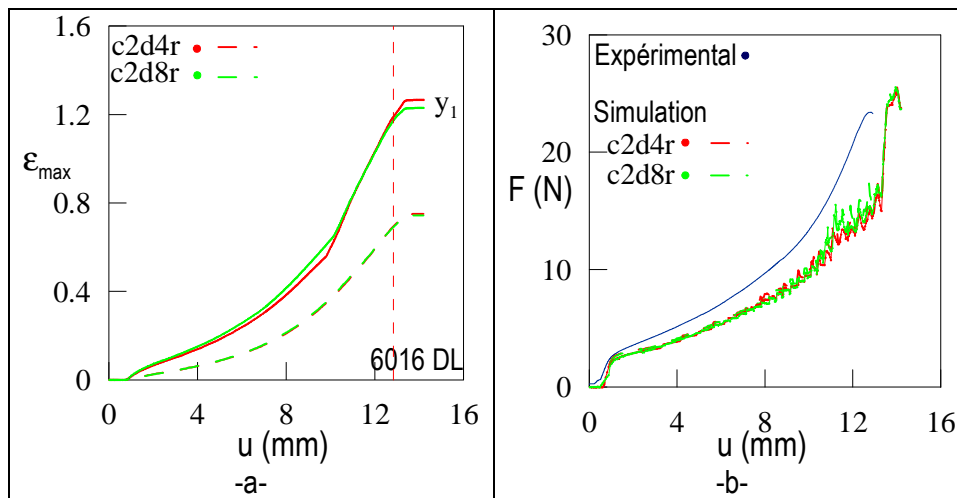 1.6
c2d4r
c2d8r
y₁
1.2
εmax
0.8
0.4
6016 DL
0
0 4 8 12 16
u (mm)
-a-
30
Expérimental
Simulation
c2d4r
20
c2d8r
F (N)
10
0
0 4 8 12 16
u (mm)
-b-